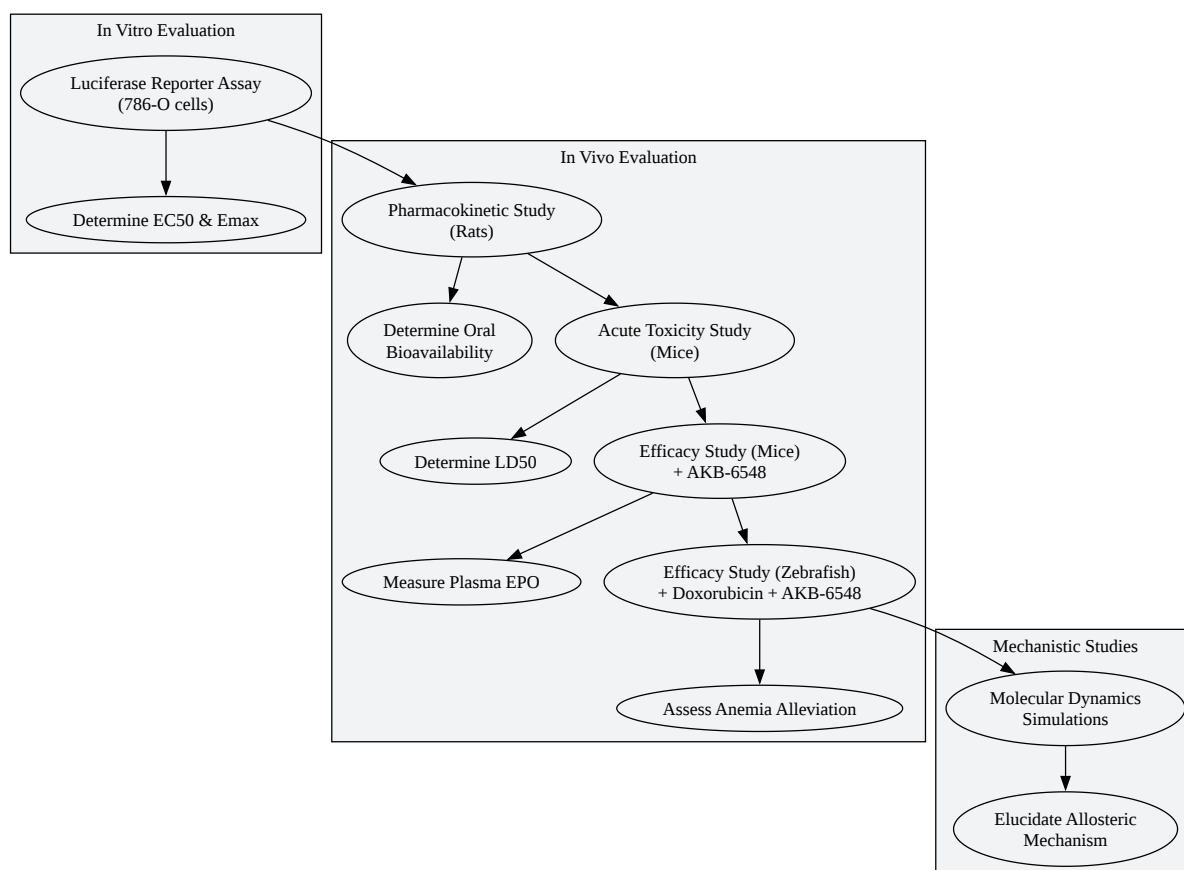 In Vitro Evaluation
Luciferase Reporter Assay
(786-O cells)
Determine EC50 & Emax
In Vivo Evaluation
Pharmacokinetic Study
(Rats)
Determine Oral
Bioavailability
Acute Toxicity Study
(Mice)
Determine LD50
Efficacy Study (Mice)
+ AKB-6548
Measure Plasma EPO
Efficacy Study (Zebrafish)
+ Doxorubicin + AKB-6548
Assess Anemia Alleviation
Mechanistic Studies
Molecular Dynamics
Simulations
Elucidate Allosteric
Mechanism